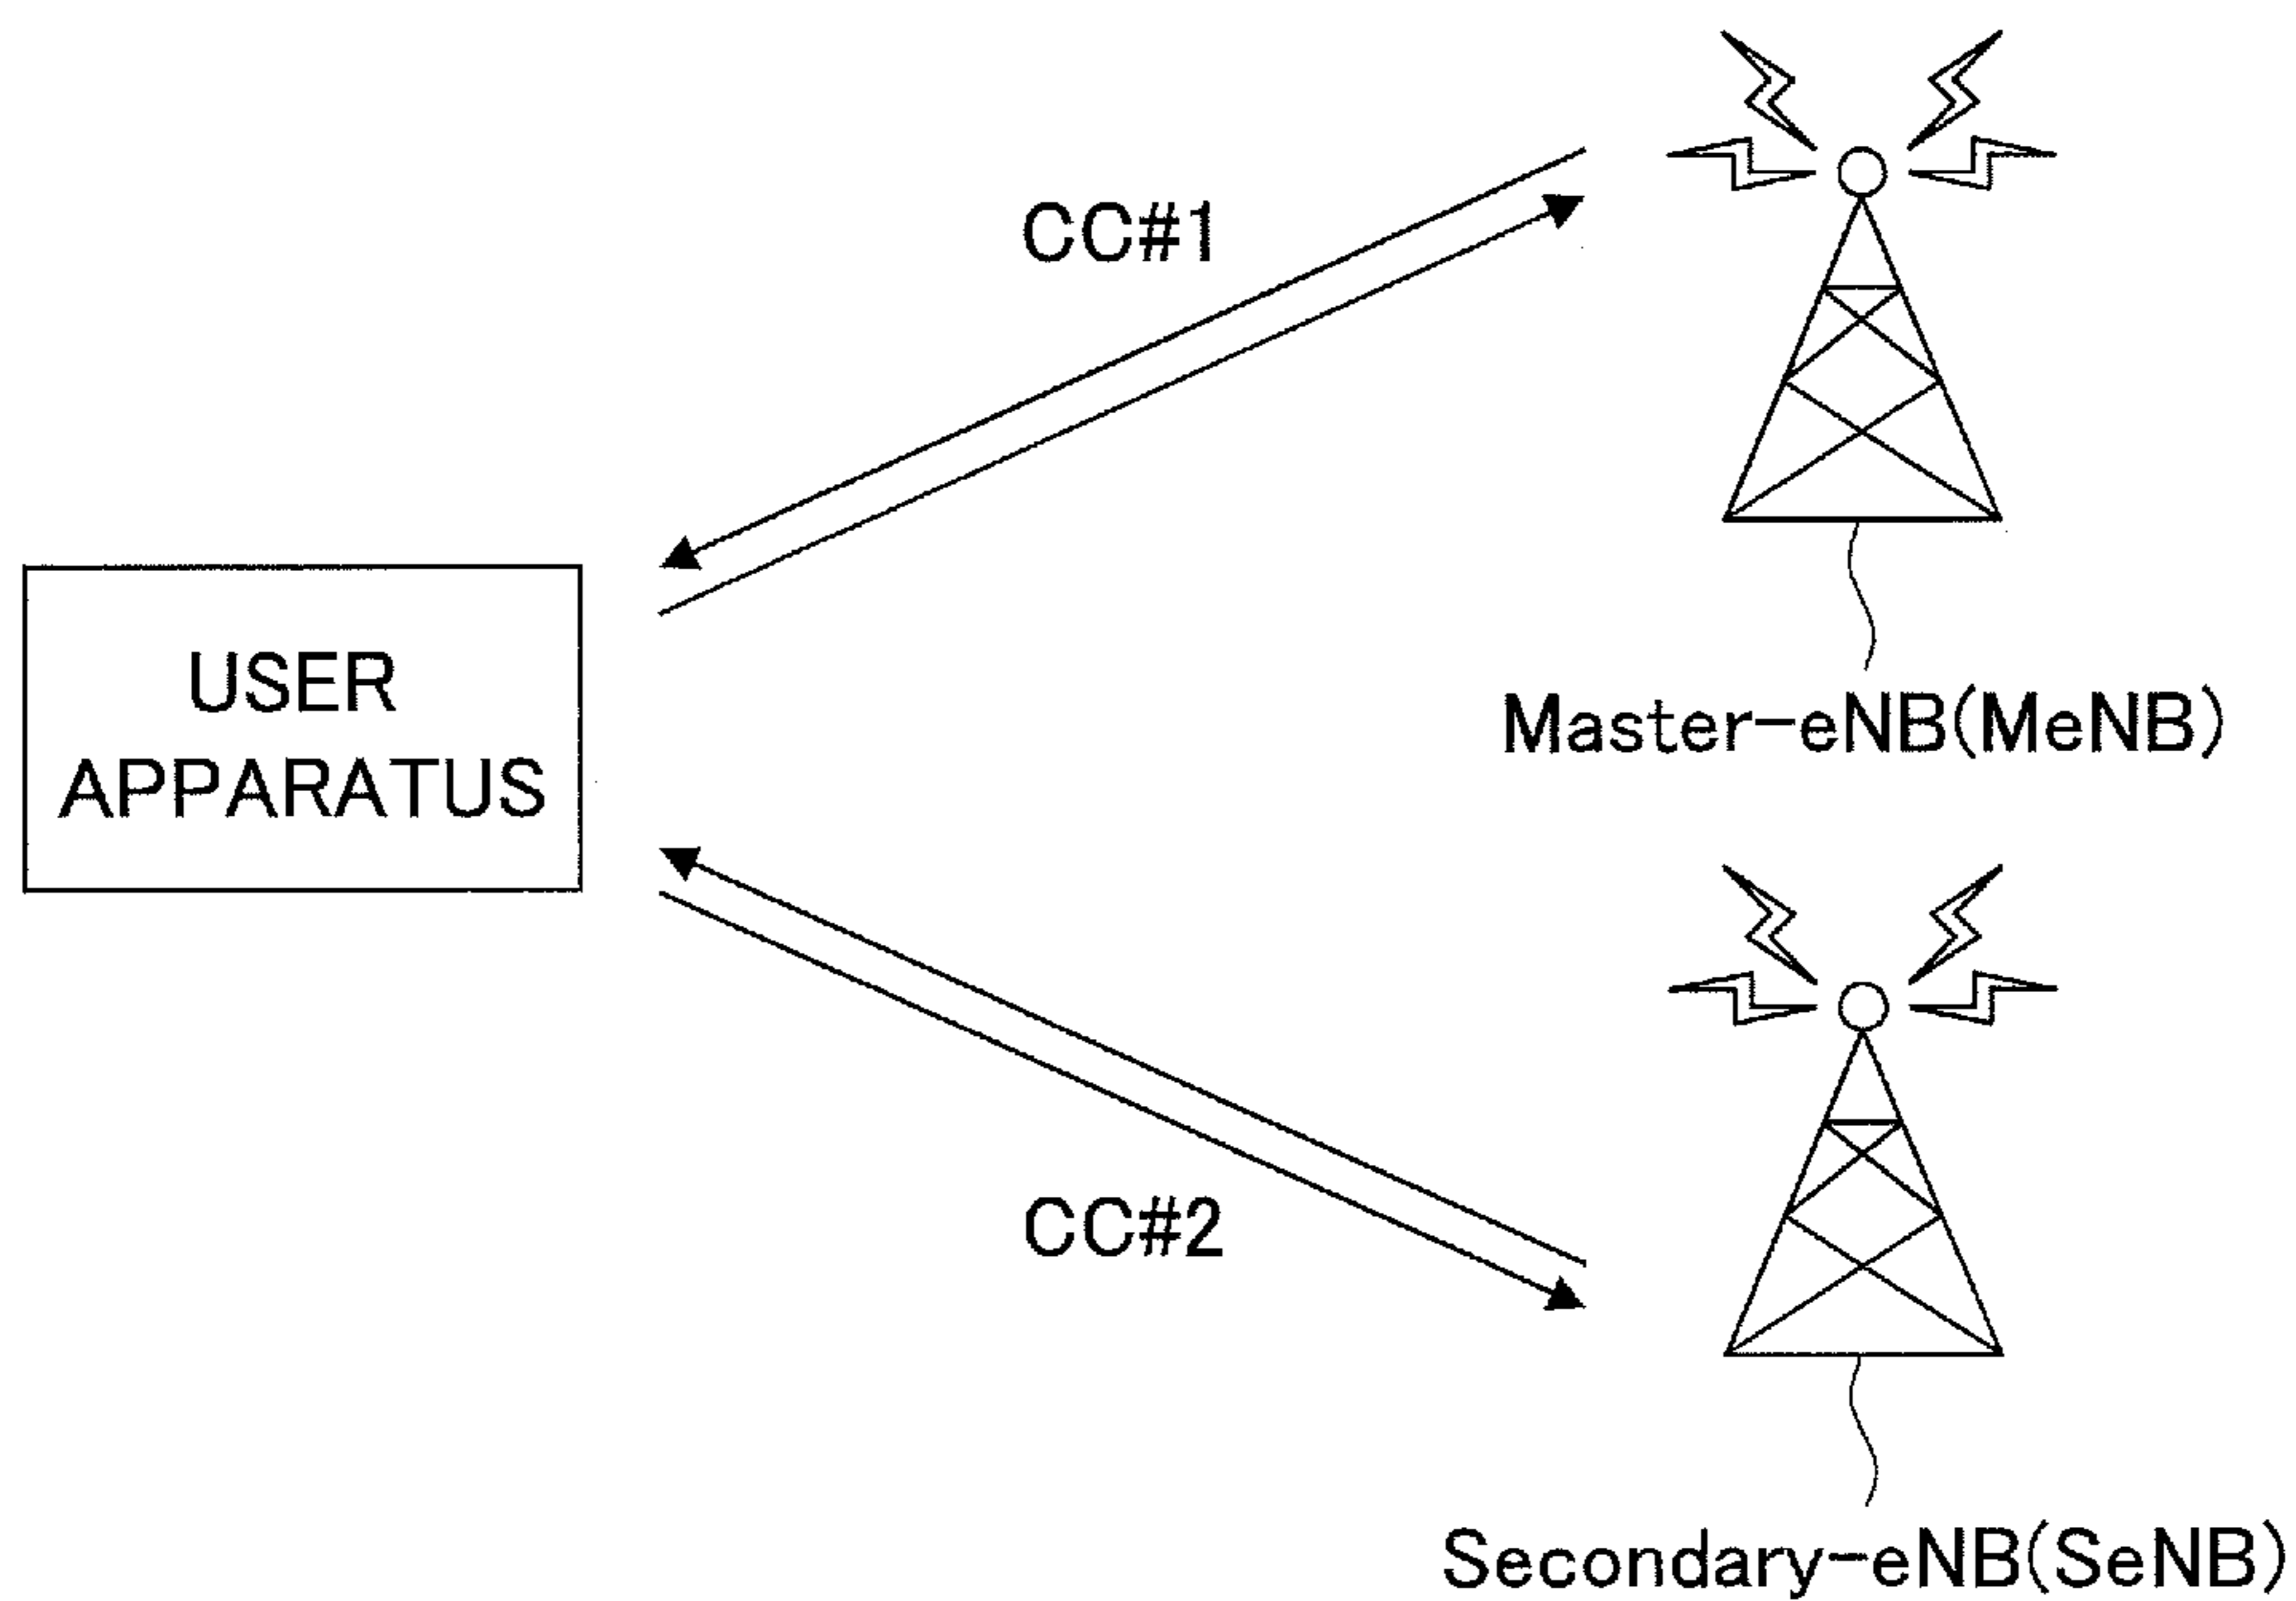 CC#1
USER
APPARATUS
Master-eNB(MeNB)
CC#2
Secondary-eNB(SeNB)